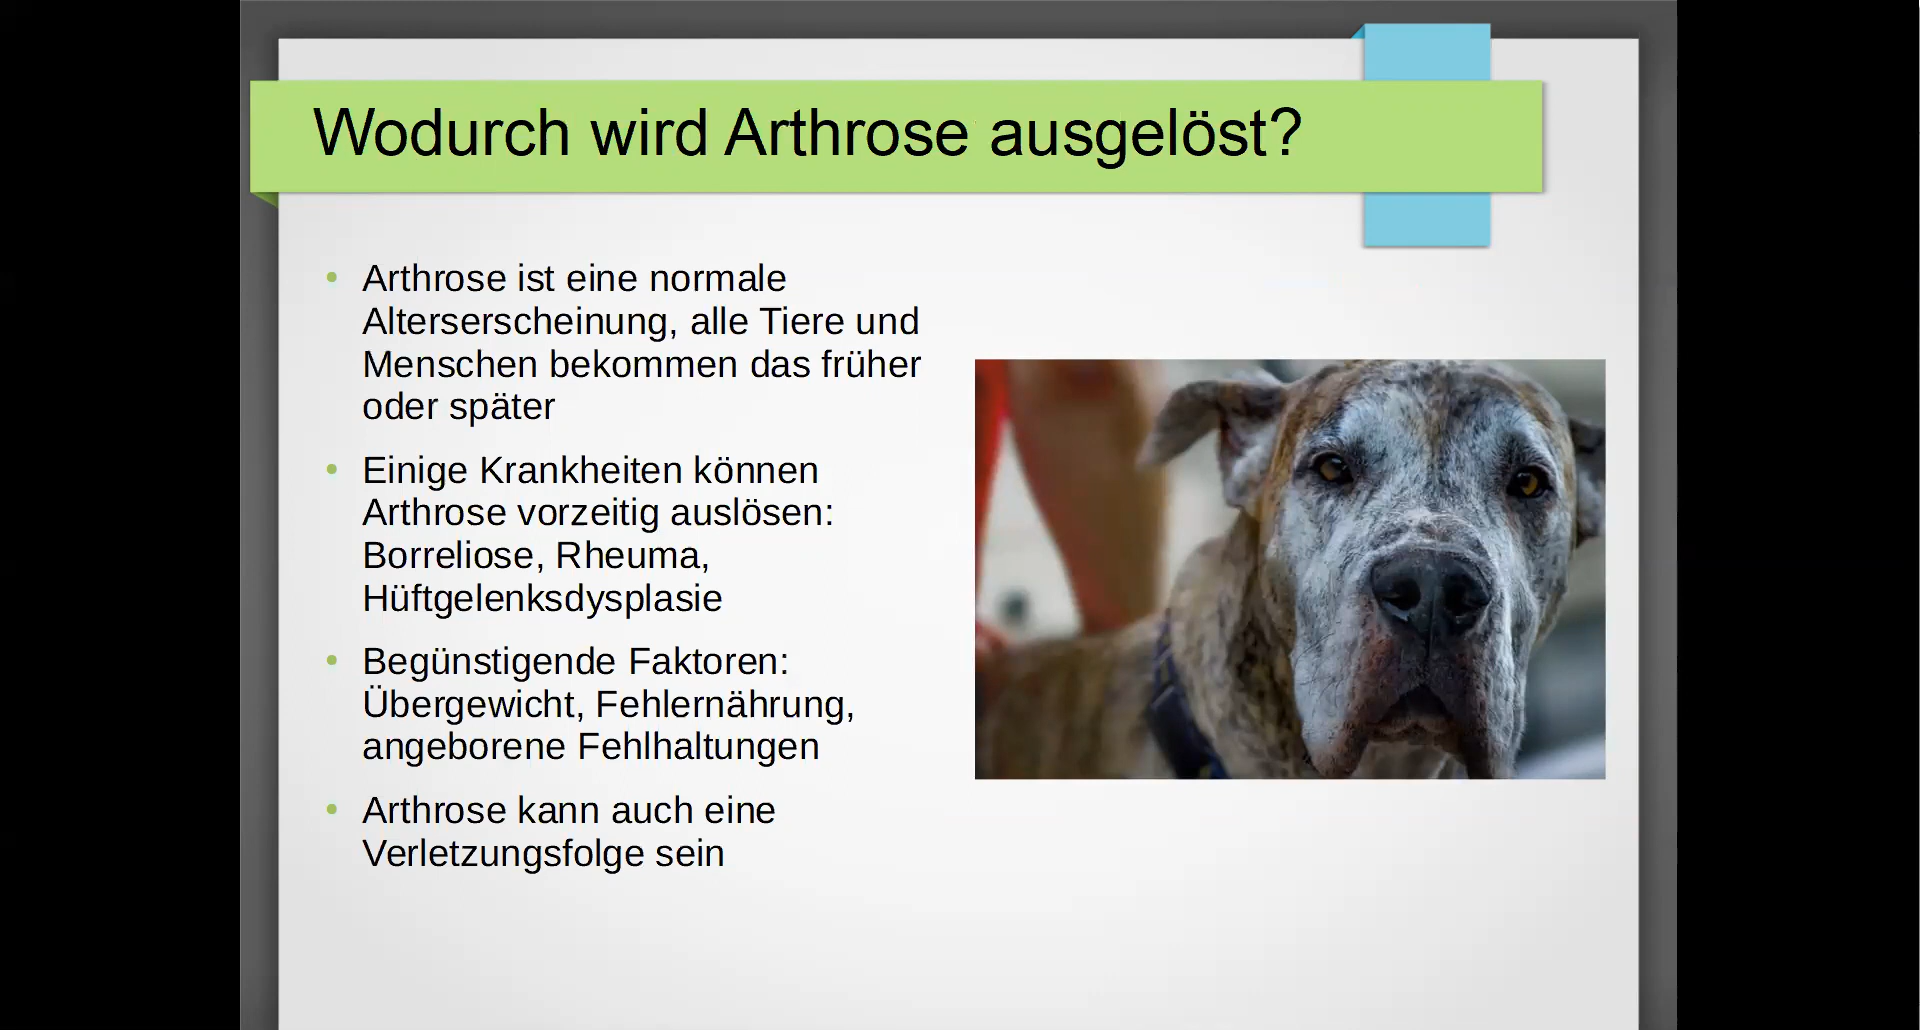 Wodurch wird Arthrose ausgelöst?
Arthrose ist eine normale
Alterserscheinung, alle Tiere und
Menschen bekommen das früher
oder später
Einige Krankheiten können
Arthrose vorzeitig auslösen:
Borreliose, Rheuma,
Hüftgelenksdysplasie
Begünstigende Faktoren:
Übergewicht, Fehlernährung,
angeborene Fehlhaltungen
Arthrose kann auch eine
Verletzungsfolge sein